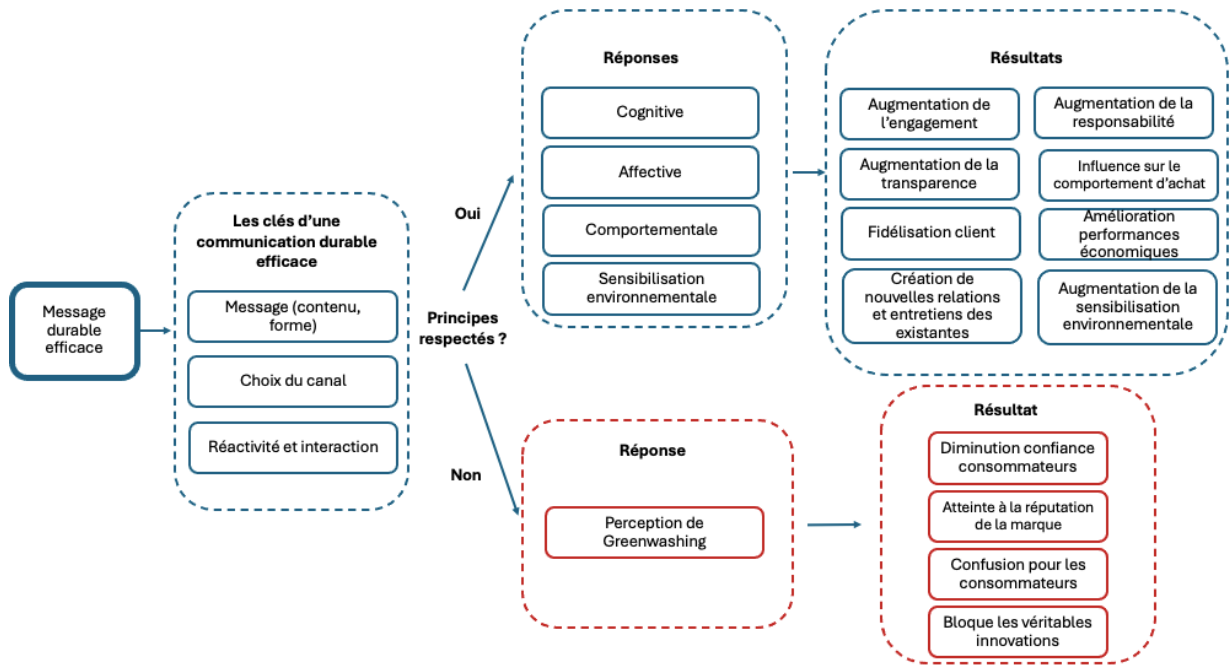 Message
durable
efficace
Les clés d'une
communication durable
efficace
Message (contenu,
forme)
Choix du canal
Réactivité et interaction
Principes
respectés ?
Oui
Réponses
Cognitive
Affective
Comportementale
Sensibilisation
environnementale
Résultats
Augmentation de
l'engagement
Augmentation de la
responsabilité
Augmentation de la
transparence
Influence sur le
comportement d'achat
Fidélisation client
Amélioration
performances
économiques
Création de
nouvelles relations
et entretiens des
existantes
Augmentation de la
sensibilisation
environnementale
Non
Réponse
Perception de
Greenwashing
Résultat
Diminution confiance
consommateurs
Atteinte à la réputation
de la marque
Confusion pour les
consommateurs
Bloque les véritables
innovations